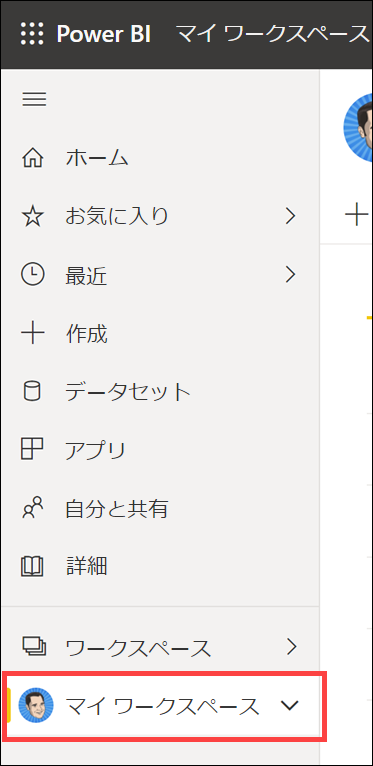 Power BI マイ ワークスペース
ホーム
お気に入り
最近
作成
データセット
アプリ
自分と共有
詳細
ワークスペース
マイ ワークスペース